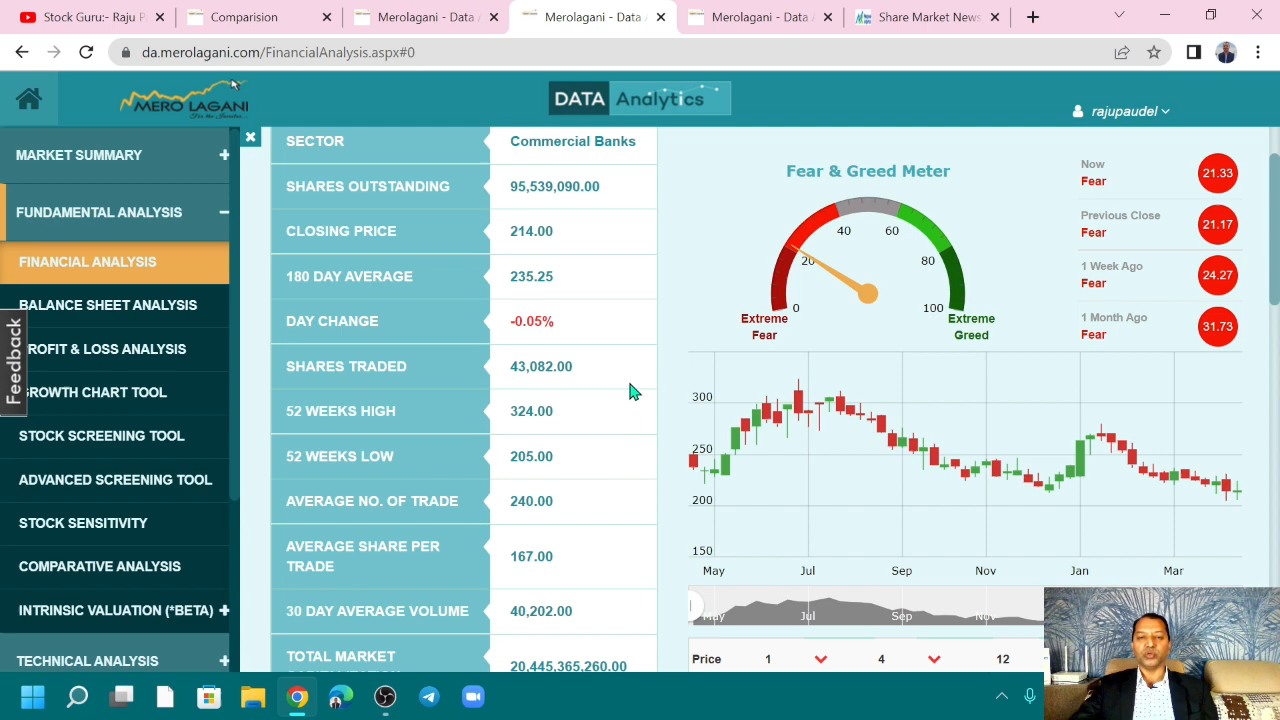 Stock Guru:- Raju P
Comparision
Merolagani - Data A
Merolagani - Data A
Merolagani - Data A
Share Market News
da.merolagani.com/FinancialAnalysis.aspx#0
MERO LAGANI
For the Investor...
DATA Analytics
rajupaudel
MARKET SUMMARY
FUNDAMENTAL ANALYSIS
FINANCIAL ANALYSIS
BALANCE SHEET ANALYSIS
ROFIT & LOSS ANALYSIS
GROWTH CHART TOOL
STOCK SCREENING TOOL
ADVANCED SCREENING TOOL
STOCK SENSITIVITY
COMPARATIVE ANALYSIS
INTRINSIC VALUATION (*BETA)
TECHNICAL ANALYSIS
Feedback
SECTOR Commercial Banks
SHARES OUTSTANDING 95,539,090.00
CLOSING PRICE 214.00
180 DAY AVERAGE 235.25
DAY CHANGE -0.05%
SHARES TRADED 43,082.00
52 WEEKS HIGH 324.00
52 WEEKS LOW 205.00
AVERAGE NO. OF TRADE 240.00
AVERAGE SHARE PER
TRADE 167.00
30 DAY AVERAGE VOLUME 40,202.00
TOTAL MARKET
20,445,365,260.00
Fear & Greed Meter
0 20 40 60 80 100
Extreme
Fear
Extreme
Greed
Now
Fear
21.33
Previous Close
Fear
21.17
1 Week Ago
Fear
24.27
1 Month Ago
Fear
31.73
300
250
200
150
May Jul Sep Nov Jan Mar
May Jul Sep Nov
Price 1 4 12